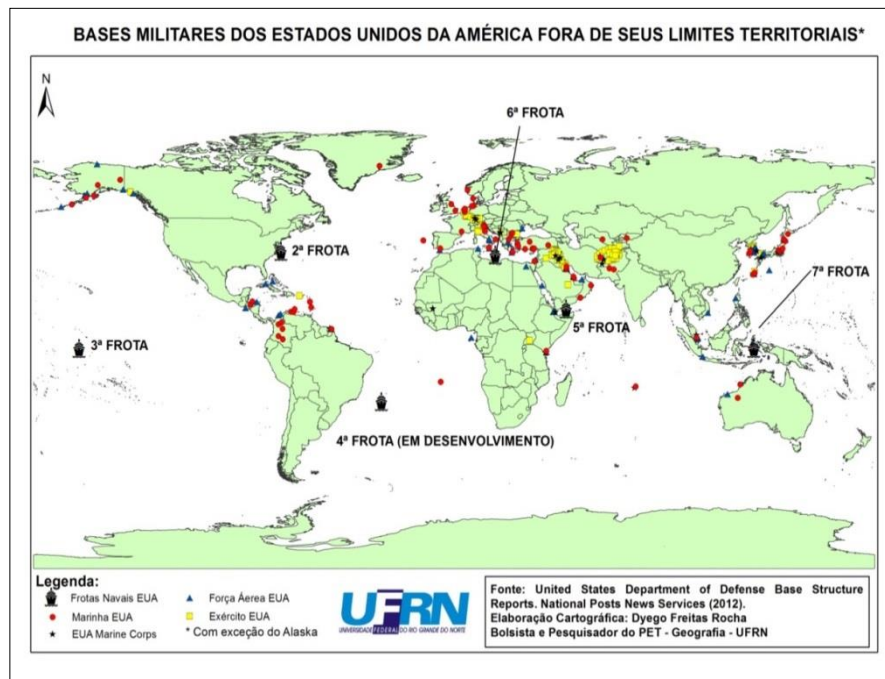 BASES MILITARES DOS ESTADOS UNIDOS DA AMÉRICA FORA DE SEUS LIMITES TERRITORIAIS*
N
6ª FROTA
2ª FROTA
7ª FROTA
5ª FROTA
3ª FROTA
4ª FROTA (EM DESENVOLVIMENTO)
Legenda:
Frotas Navais EUA
Força Áerea EUA
Marinha EUA
Exército EUA
EUA Marine Corps
* Com exceção do Alaska
UFRN
UNIVERSIDADE FEDERAL DO RIO GRANDE DO NORTE
Fonte: United States Department of Defense Base Structure
Reports. National Posts News Services (2012).
Elaboração Cartográfica: Dyego Freitas Rocha
Bolsista e Pesquisador do PET - Geografia - UFRN